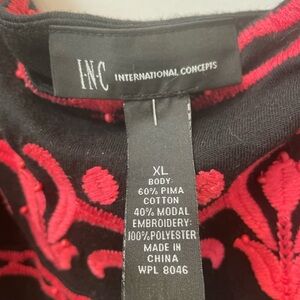 I·N·C INTERNATIONAL CONCEPTS
XL
BODY:
60% PIMA
COTTON
40% MODAL
EMBROIDERY:
100%POLYESTER
MADE IN
CHINA
WPL 8046